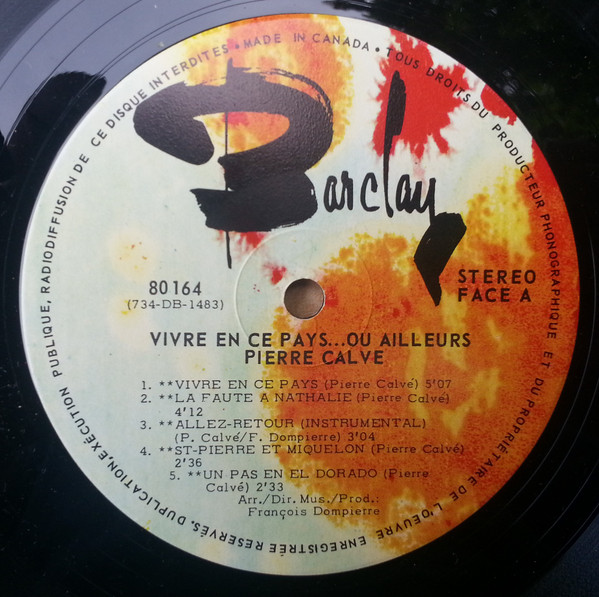 DUPLICATION, EXÉCUTION PUBLIQUE, RADIODIFFUSION DE CE DISQUE INTERDITES • MADE IN CANADA • TOUS DROITS DU PRODUCTEUR PHONOGRAPHIQUE ET DU PROPRIÉTAIRE DE L'OEUVRE ENREGISTRÉE RESERVÉS.
Barclay
80164
(734-DB-1483)
STEREO
FACE A
VIVRE EN CE PAYS...OU AILLEURS
PIERRE CALVE
1. **VIVRE EN CE PAYS (Pierre Calvé) 5'07
2. **LA FAUTE A NATHALIE (Pierre Calvé)
4'12
3. **ALLEZ-RETOUR (INSTRUMENTAL)
(P. Calvé/F. Dompierre) 3'04
4. **ST-PIERRE ET MIQUELON (Pierre Calvé)
2'36
5. **UN PAS EN EL DORADO (Pierre
Calvé) 2'33
Arr./Dir. Mus./Prod.:
François Dompierre